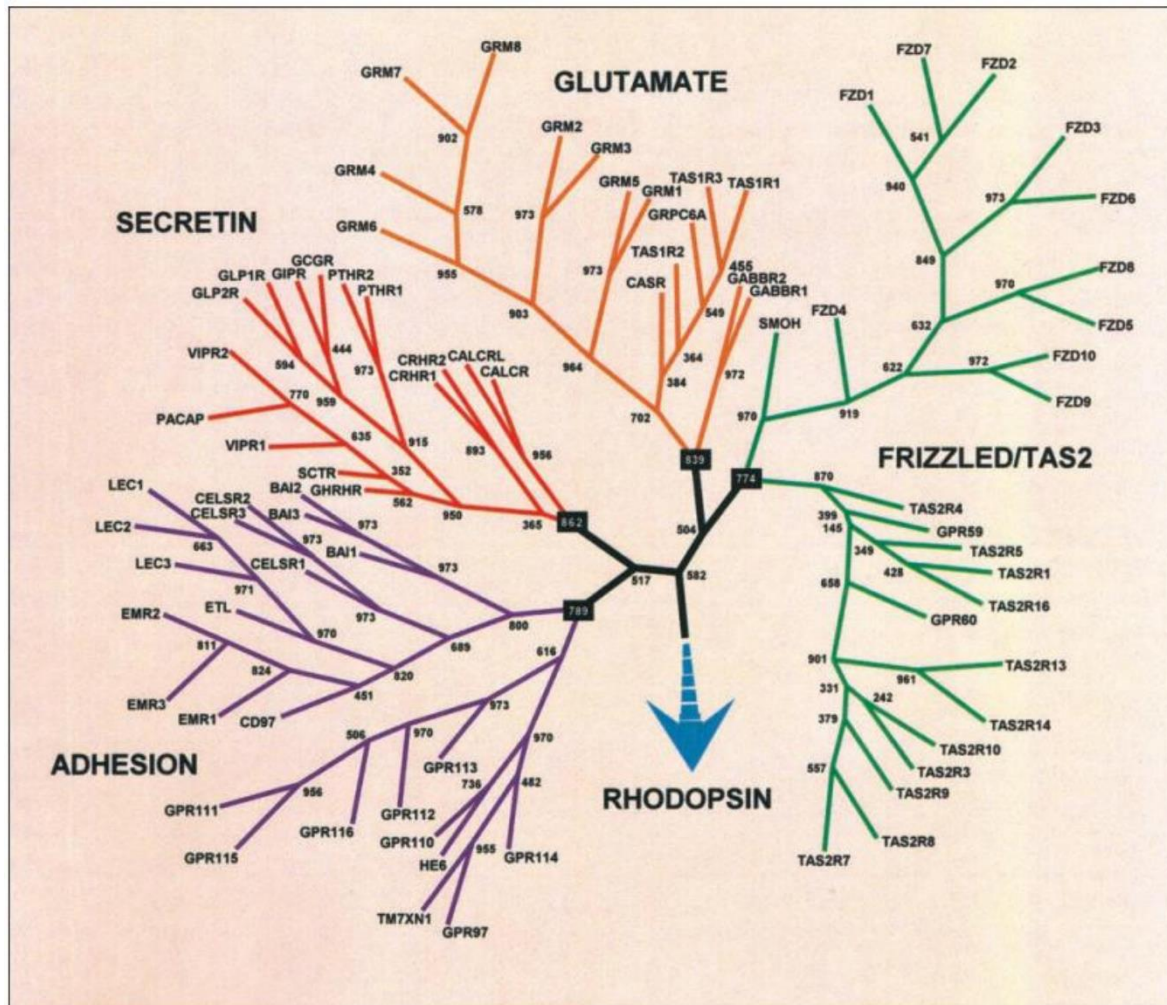 GRM8
GRM7
GLUTAMATE
FZD7
FZD2
FZD1
GRM2
GRM3
902
541
FZD3
GRM4
GRM5
GRM1
TAS1R3
TAS1R1
940
973
FZD6
SECRETIN
578
973
GRPC6A
GRM6
TAS1R2
849
GCGR
GIPR
GLP1R
PTHR2
GLP2R
PTHR1
955
973
CASR
455
GABBR2
GABBR1
970
FZD8
903
549
SMOH
FZD4
632
FZD5
VIPR2
594
444
973
CRHR2
CALCRL
CRHR1
CALCR
964
364
384
972
622
972
FZD10
FZD9
770
959
PACAP
702
970
919
VIPR1
635
915
893
956
839
774
FRIZZLED/TAS2
870
SCTR
352
GHRHR
562
950
365
862
504
TAS2R4
399
GPR59
145
LEC1
CELSR2
BAI2
CELSR3
BAI3
LEC2
973
973
663
BAI1
349
TAS2R5
LEC3
CELSR1
973
517
582
428
TAS2R1
658
971
TAS2R16
EMR2
ETL
973
800
789
GPR60
970
689
811
824
820
616
901
TAS2R13
EMR3
451
961
EMR1
CD97
973
331
242
506
970
970
379
TAS2R14
ADHESION
GPR113
TAS2R10
956
736
482
557
TAS2R3
GPR111
GPR112
RHODOPSIN
TAS2R9
GPR116
GPR110
GPR115
HE6
955
GPR114
TAS2R8
TAS2R7
TM7XN1
GPR97